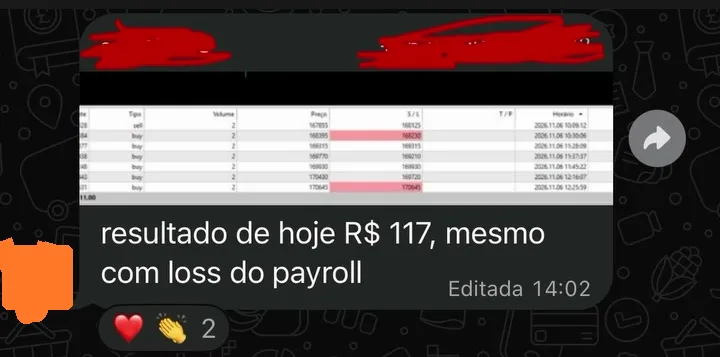 Tipo Volume Preço S / L T / P Horário
sell 2 167855 168125 2026.11.06 10:09:12
buy 2 168395 168230 2026.11.06 10:30:06
buy 2 169315 169315 2026.11.06 11:28:09
buy 2 169770 169210 2026.11.06 11:37:37
buy 2 169930 169930 2026.11.06 11:45:22
buy 2 170430 169720 2026.11.06 12:16:07
buy 2 170645 170645 2026.11.06 12:25:59
11.00
resultado de hoje R$ 117, mesmo
com loss do payroll
Editada 14:02
2